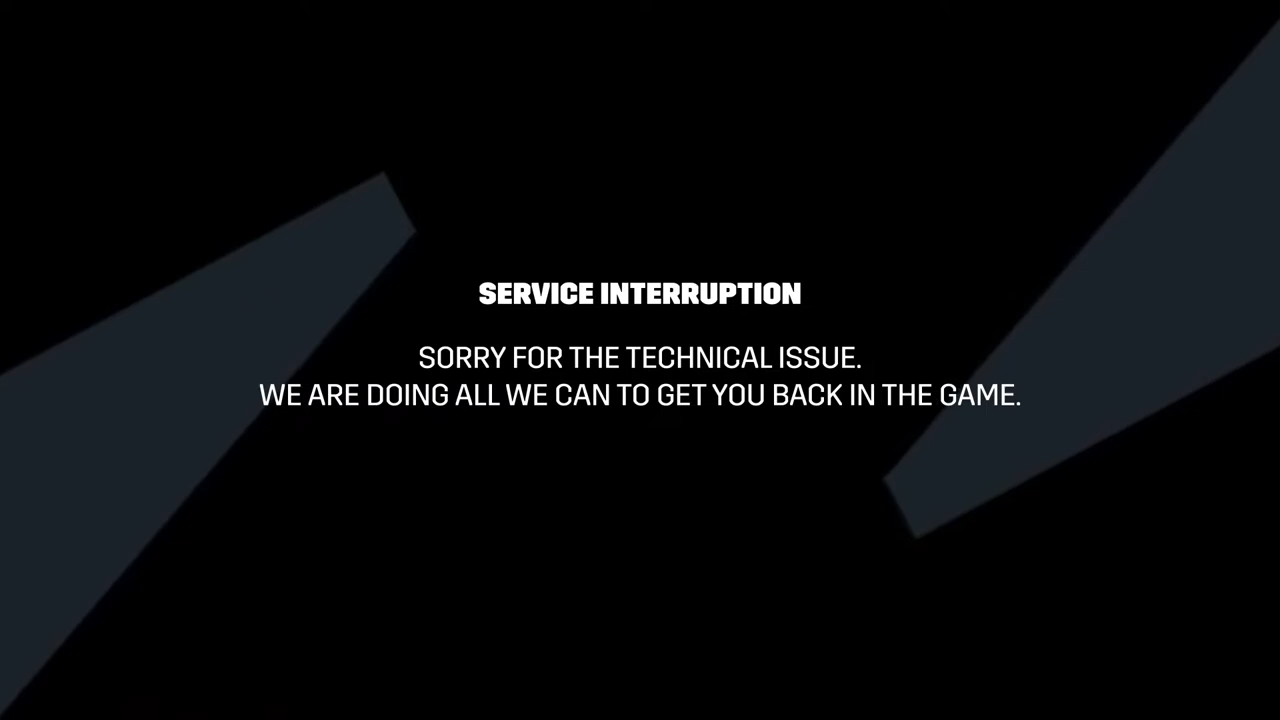 SERVICE INTERRUPTION
SORRY FOR THE TECHNICAL ISSUE.
WE ARE DOING ALL WE CAN TO GET YOU BACK IN THE GAME.